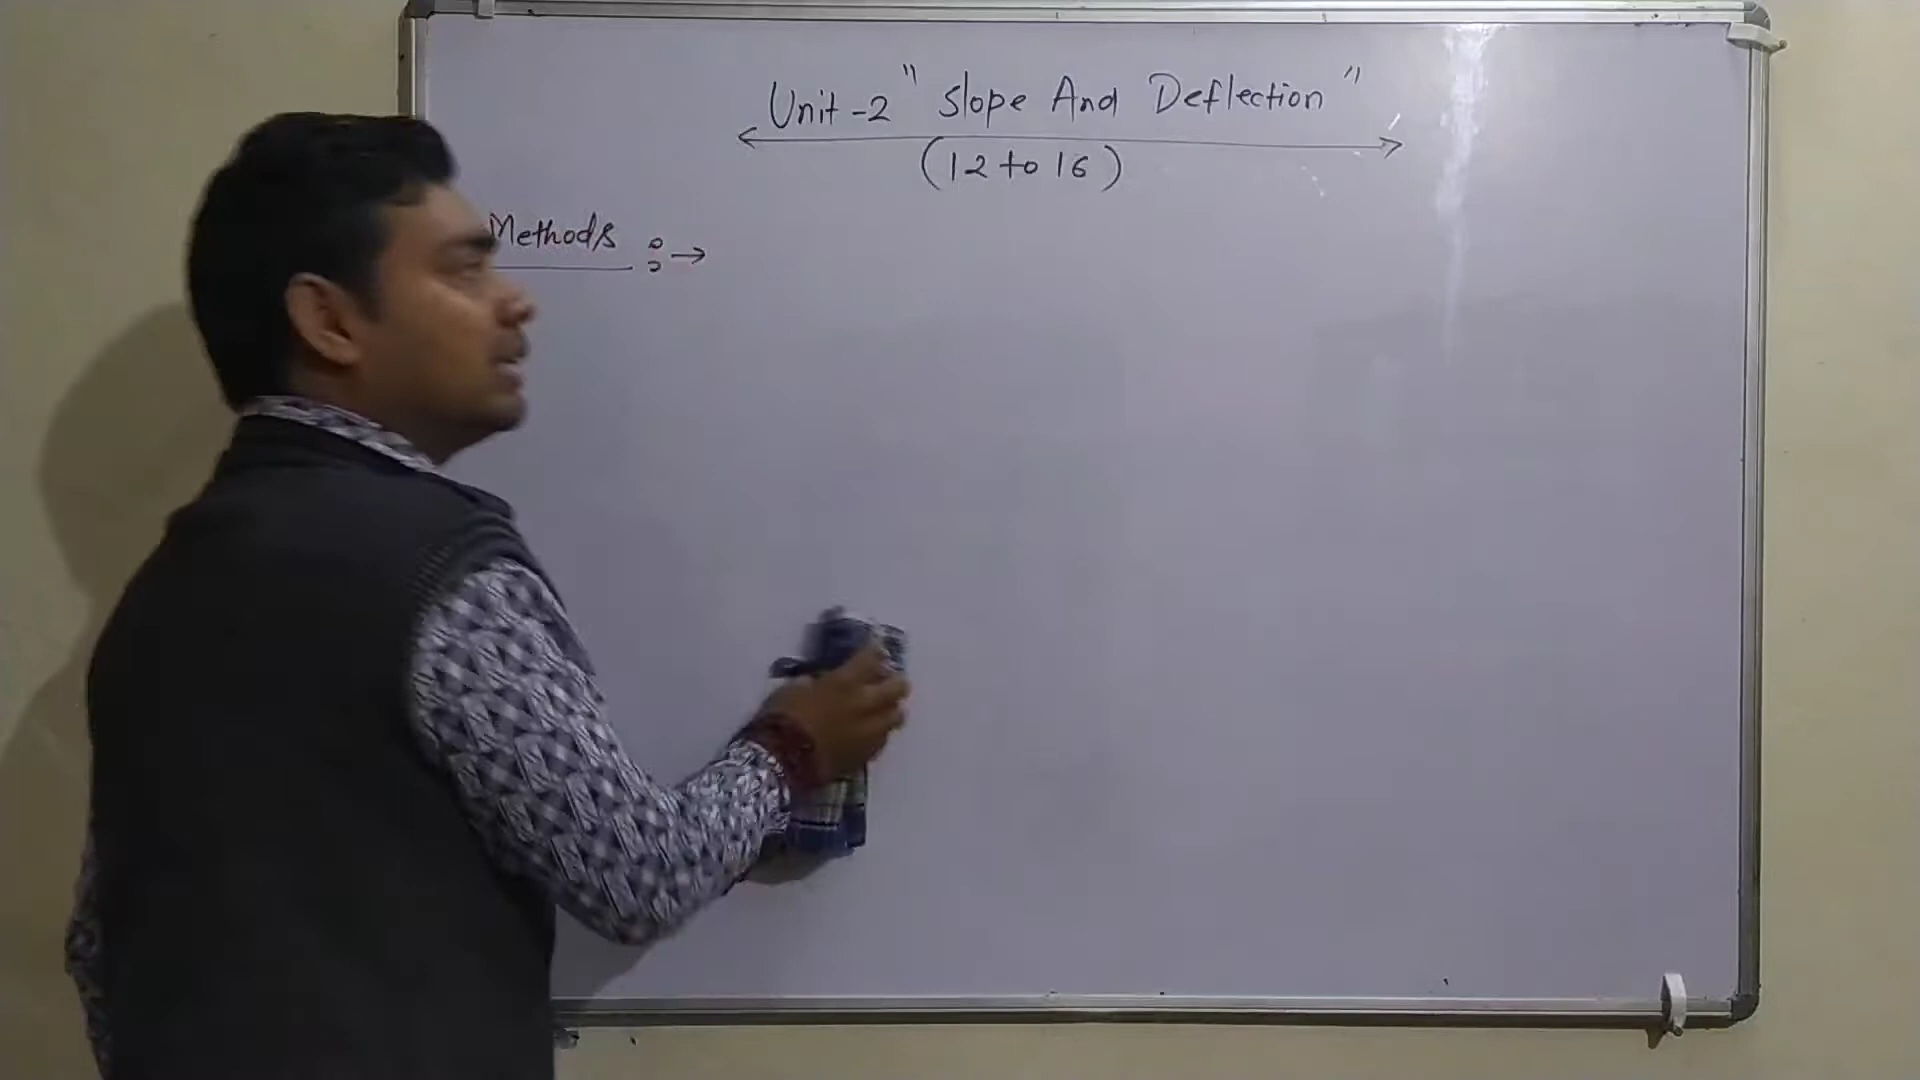 Unit-2 "Slope And Deflection"
(12 to 16)
Methods :→